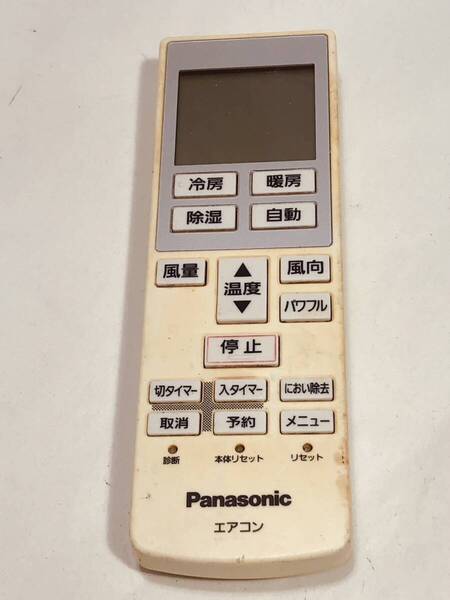 冷房 暖房
除湿 自動
風量 ▲ 温度 ▼ 風向
パワフル
停止
切タイマー 入タイマー におい除去
取消 予約 メニュー
診断 本体リセット リセット
Panasonic
エアコン